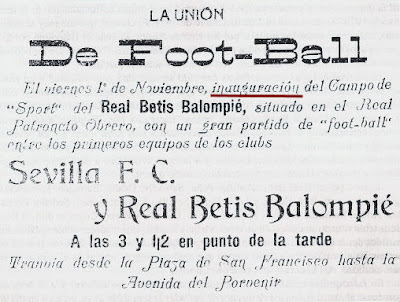 LA UNIÓN
De Foot-Ball
El viernes 1º de Noviembre, inauguración del Campo de
"Sport" del Real Betis Balompié, situado en el Real
Patroncto Obrero, con un gran partido de "foot-ball"
entre los primeros equipos de los clubs
Sevilla F. C.
y Real Betis Balompié
A las 3 y 1¡2 en punto de la tarde
Tranvia desde la Plaza de San Francisco hasta la
Avenida del Porvenir